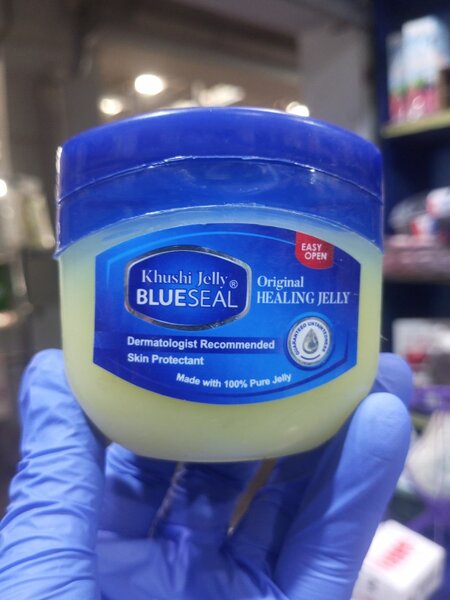 EASY
OPEN
Khushi Jelly®
BLUESEAL
Original
HEALING JELLY
Dermatologist Recommended
Skin Protectant
Made with 100% Pure Jelly